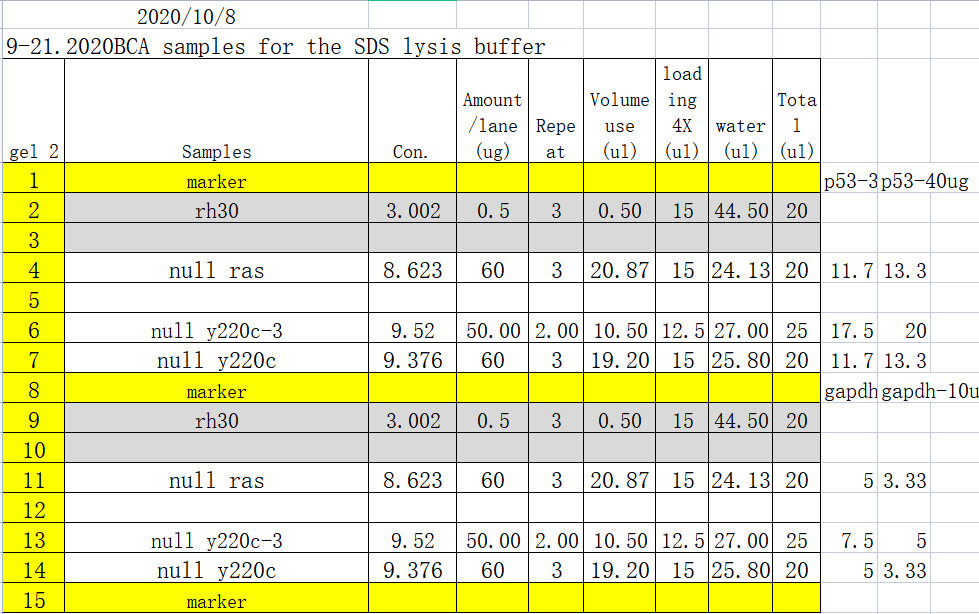 2020/10/8
9-21.2020BCA samples for the SDS lysis buffer
gel 2 Samples Con. Amount/lane (ug) Repeat Volume use (ul) loading 4X (ul) water (ul) Total (ul)
1 marker p53-3 p53-40ug
2 rh30 3.002 0.5 3 0.50 15 44.50 20
3
4 null ras 8.623 60 3 20.87 15 24.13 20 11.7 13.3
5
6 null y220c-3 9.52 50.00 2.00 10.50 12.5 27.00 25 17.5 20
7 null y220c 9.376 60 3 19.20 15 25.80 20 11.7 13.3
8 marker gapdh gapdh-10u
9 rh30 3.002 0.5 3 0.50 15 44.50 20
10
11 null ras 8.623 60 3 20.87 15 24.13 20 5 3.33
12
13 null y220c-3 9.52 50.00 2.00 10.50 12.5 27.00 25 7.5 5
14 null y220c 9.376 60 3 19.20 15 25.80 20 5 3.33
15 marker